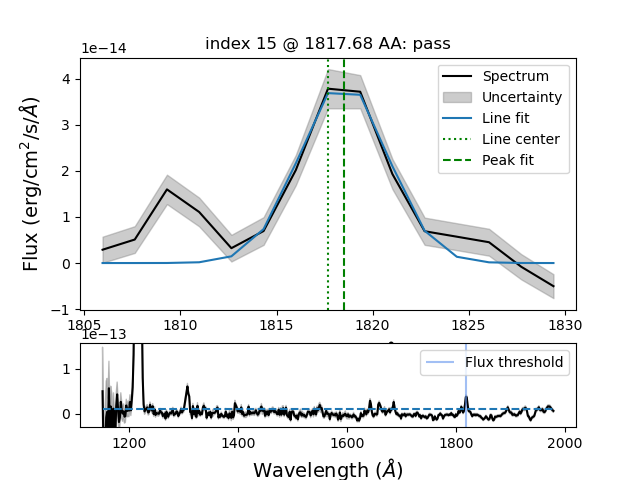 index 15 @ 1817.68 AA: pass
1e−14
Flux (erg/cm²/s/Å)
4
3
2
1
0
−1
Spectrum
Uncertainty
Line fit
Line center
Peak fit
1805 1810 1815 1820 1825 1830
1e−13
1
0
Flux threshold
1200 1400 1600 1800 2000
Wavelength (Å)